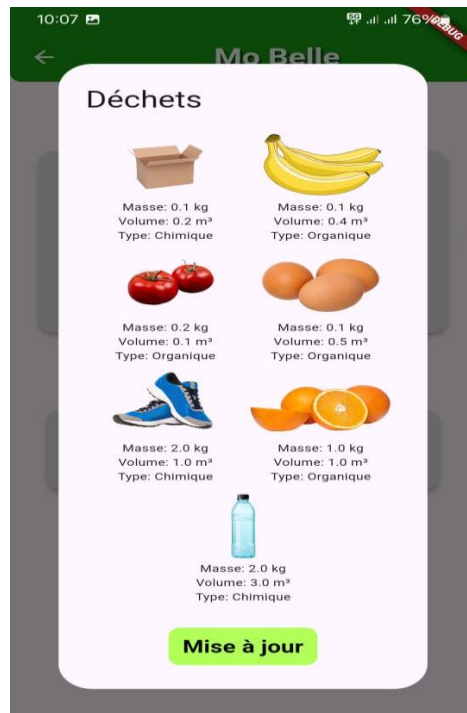 10:07
5G 76%
DEBUG
Mo Belle
Déchets
Masse: 0.1 kg
Volume: 0.2 m³
Type: Chimique
Masse: 0.1 kg
Volume: 0.4 m³
Type: Organique
Masse: 0.2 kg
Volume: 0.1 m³
Type: Organique
Masse: 0.1 kg
Volume: 0.5 m³
Type: Organique
Masse: 2.0 kg
Volume: 1.0 m³
Type: Chimique
Masse: 1.0 kg
Volume: 1.0 m³
Type: Organique
Masse: 2.0 kg
Volume: 3.0 m³
Type: Chimique
Mise à jour